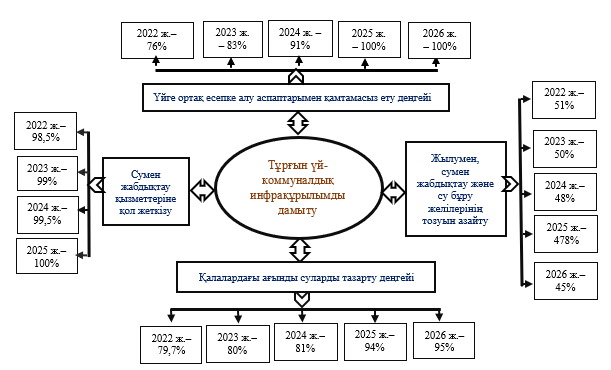 2022 ж.–
76%
2023 ж.
– 83%
2024 ж. –
91%
2025 ж.
– 100%
2026 ж.
– 100%
Үйге ортақ есепке алу аспаптарымен қамтамасыз ету деңгейі
2022 ж.–
98,5%
2023 ж.–
99%
2024 ж.–
99,5%
2025 ж.–
100%
Сумен
жабдықтау
қызметтеріне
қол жеткізу
Тұрғын үй-
коммуналдық
инфрақұрылымды
дамыту
Жылумен,
сумен
жабдықтау және
су бұру
желілерінің
тозуын азайту
2022 ж.–
51%
2023 ж.–
50%
2024 ж.–
48%
2025 ж.–
478%
2026 ж.–
45%
Қалалардағы ағынды суларды тазарту деңгейі
2022 ж.–
79,7%
2023 ж.–
80%
2024 ж.–
81%
2025 ж.–
94%
2026 ж.–
95%